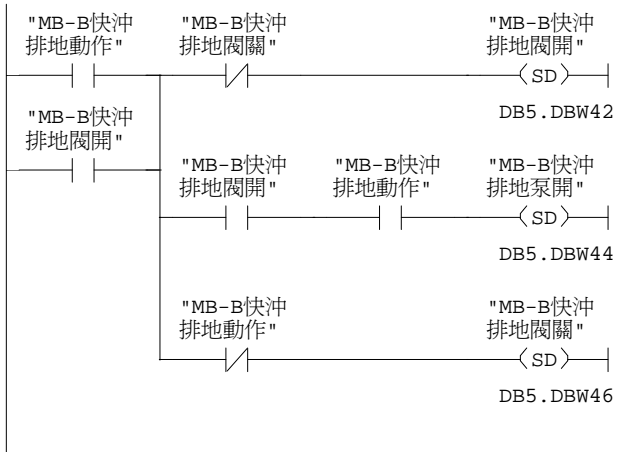 "MB-B快沖
排地動作"
"MB-B快沖
排地閥關"
"MB-B快沖
排地閥開"
SD
DB5.DBW42
"MB-B快沖
排地閥開"
"MB-B快沖
排地閥開"
"MB-B快沖
排地動作"
"MB-B快沖
排地泵開"
SD
DB5.DBW44
"MB-B快沖
排地動作"
"MB-B快沖
排地閥關"
SD
DB5.DBW46